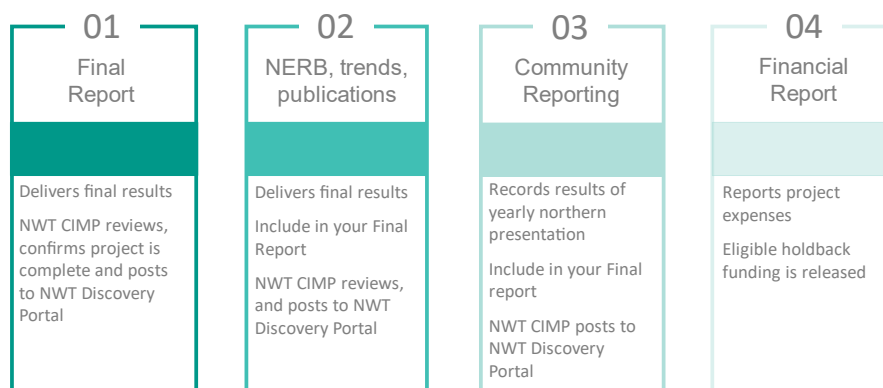 01
Final
Report
Delivers final results
NWT CIMP reviews,
confirms project is
complete and posts
to NWT Discovery
Portal
02
NERB, trends,
publications
Delivers final results
Include in your Final
Report
NWT CIMP reviews,
and posts to NWT
Discovery Portal
03
Community
Reporting
Records results of
yearly northern
presentation
Include in your Final
report
NWT CIMP posts to
NWT Discovery
Portal
04
Financial
Report
Reports project
expenses
Eligible holdback
funding is released